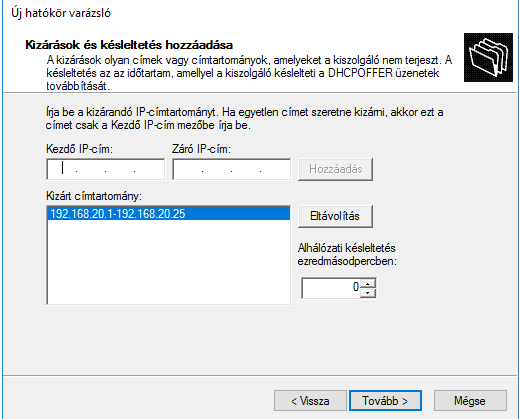 Új hatókör varázsló
Kizárások és késleltetés hozzáadása
A kizárások olyan címek vagy címtartományok, amelyeket a kiszolgáló nem terjeszt. A
késleltetés az az időtartam, amellyel a kiszolgáló késlelteti a DHCPOFFER üzenetek
továbbítását.
Írja be a kizárandó IP-címtartományt. Ha egyetlen címet szeretne kizárni, akkor ezt a
címet csak a Kezdő IP-cím mezőbe írja be.
Kezdő IP-cím: Záró IP-cím:
. . . . . . Hozzáadás
Kizárt címtartomány:
192.168.20.1-192.168.20.25 Eltávolítás
Alhálózati késleltetés
ezredmásodpercben:
0
< Vissza Tovább > Mégse